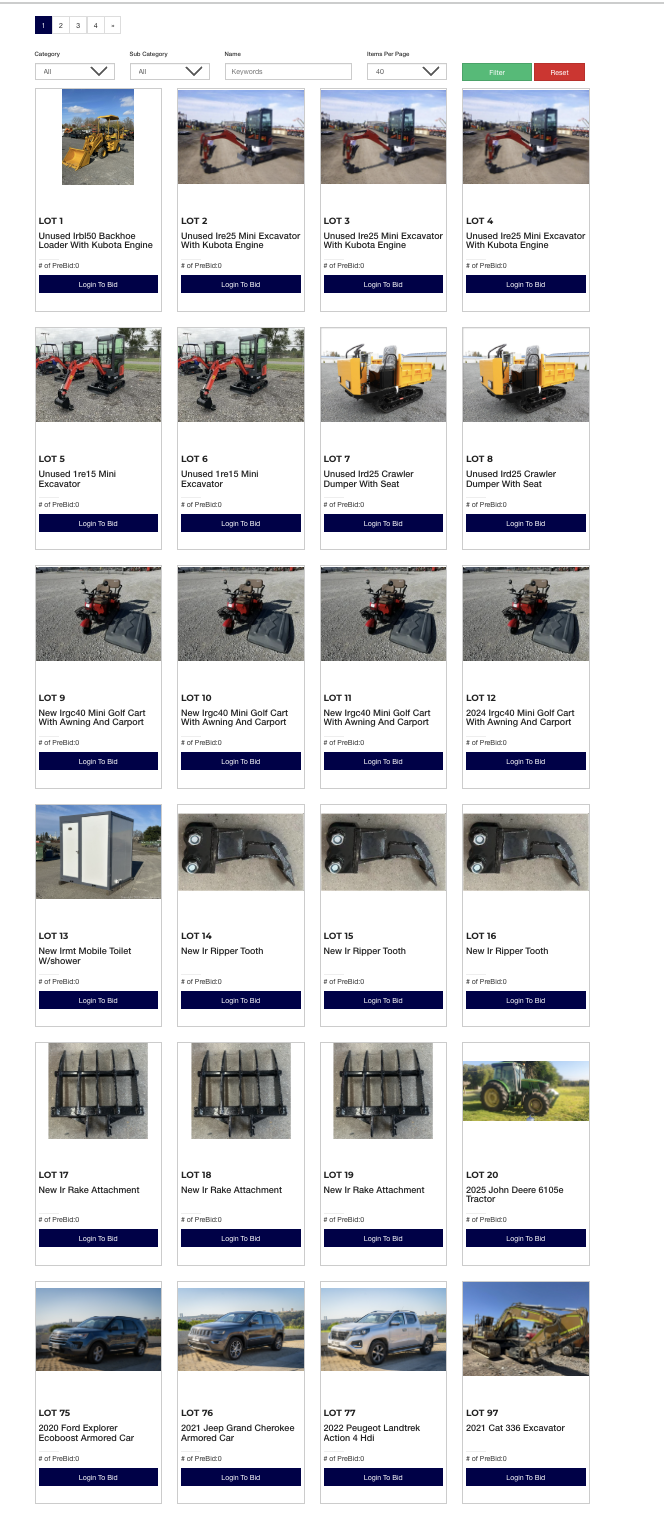 1 2 3 4 »
Category Sub Category Name Items Per Page
All All Keywords 40 Filter Reset
LOT 1 LOT 2 LOT 3 LOT 4
Unused Irbl50 Backhoe Unused Ire25 Mini Excavator Unused Ire25 Mini Excavator Unused Ire25 Mini Excavator
Loader With Kubota Engine With Kubota Engine With Kubota Engine With Kubota Engine
# of PreBid:0 # of PreBid:0 # of PreBid:0 # of PreBid:0
Login To Bid Login To Bid Login To Bid Login To Bid
LOT 5 LOT 6 LOT 7 LOT 8
Unused 1re15 Mini Unused 1re15 Mini Unused Ird25 Crawler Unused Ird25 Crawler
Excavator Excavator Dumper With Seat Dumper With Seat
# of PreBid:0 # of PreBid:0 # of PreBid:0 # of PreBid:0
Login To Bid Login To Bid Login To Bid Login To Bid
LOT 9 LOT 10 LOT 11 LOT 12
New Irgc40 Mini Golf Cart New Irgc40 Mini Golf Cart New Irgc40 Mini Golf Cart 2024 Irgc40 Mini Golf Cart
With Awning And Carport With Awning And Carport With Awning And Carport With Awning And Carport
# of PreBid:0 # of PreBid:0 # of PreBid:0 # of PreBid:0
Login To Bid Login To Bid Login To Bid Login To Bid
LOT 13 LOT 14 LOT 15 LOT 16
New Irmt Mobile Toilet New Ir Ripper Tooth New Ir Ripper Tooth New Ir Ripper Tooth
W/shower
# of PreBid:0 # of PreBid:0 # of PreBid:0 # of PreBid:0
Login To Bid Login To Bid Login To Bid Login To Bid
LOT 17 LOT 18 LOT 19 LOT 20
New Ir Rake Attachment New Ir Rake Attachment New Ir Rake Attachment 2025 John Deere 6105e
Tractor
# of PreBid:0 # of PreBid:0 # of PreBid:0 # of PreBid:0
Login To Bid Login To Bid Login To Bid Login To Bid
LOT 75 LOT 76 LOT 77 LOT 97
2020 Ford Explorer 2021 Jeep Grand Cherokee 2022 Peugeot Landtrek 2021 Cat 336 Excavator
Ecoboost Armored Car Armored Car Action 4 Hdi
# of PreBid:0 # of PreBid:0 # of PreBid:0 # of PreBid:0
Login To Bid Login To Bid Login To Bid Login To Bid